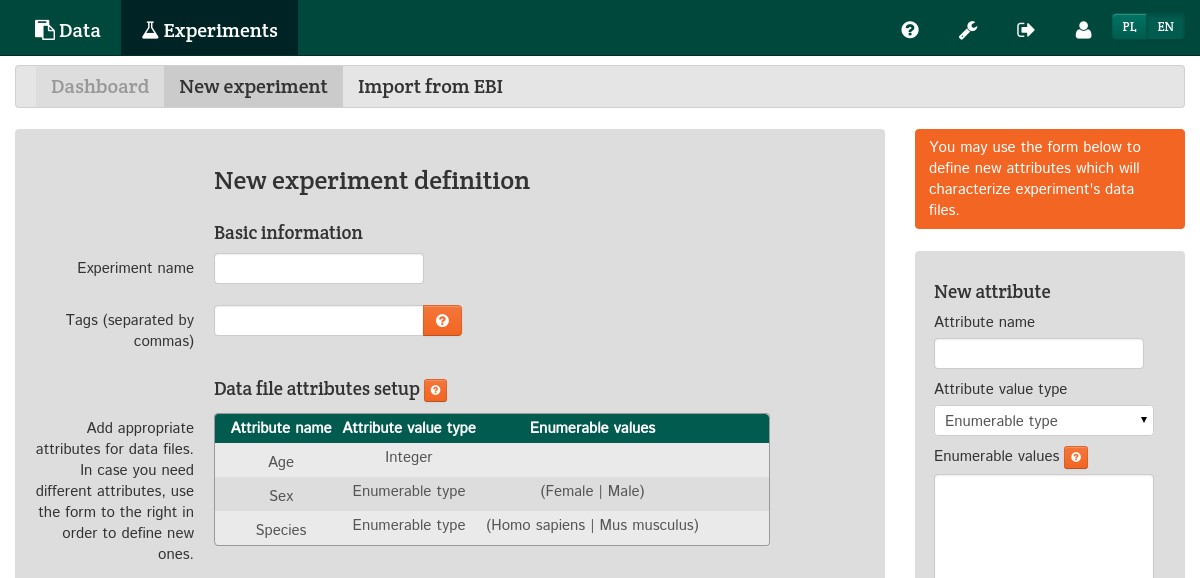 Data
Experiments
PL
EN
Dashboard
New experiment
Import from EBI
New experiment definition
Basic information
Experiment name
Tags (separated by
commas)
Data file attributes setup
Add appropriate
attributes for data files.
In case you need
different attributes, use
the form to the right in
order to define new
ones.
Attribute name Attribute value type Enumerable values
Age Integer
Sex Enumerable type (Female | Male)
Species Enumerable type (Homo sapiens | Mus musculus)
You may use the form below to
define new attributes which will
characterize experiment's data
files.
New attribute
Attribute name
Attribute value type
Enumerable type
Enumerable values